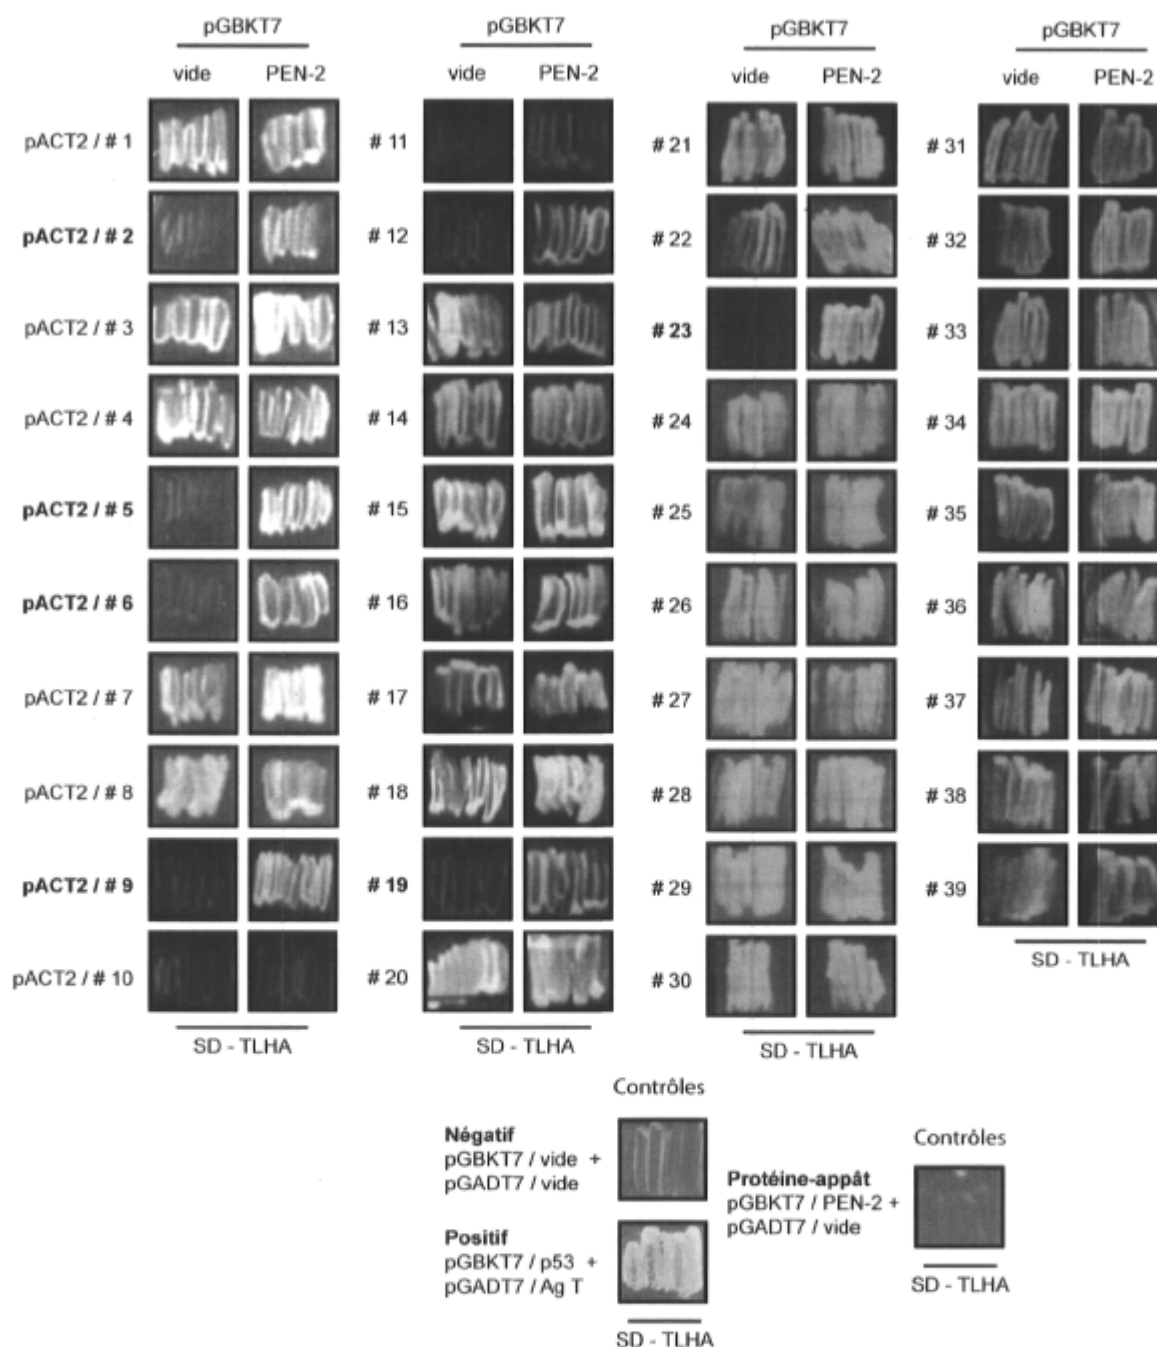 pGBKT7
vide PEN-2
pACT2 / # 1
pACT2 / # 2
pACT2 / # 3
pACT2 / # 4
pACT2 / # 5
pACT2 / # 6
pACT2 / # 7
pACT2 / # 8
pACT2 / # 9
pACT2 / # 10
SD - TLHA
pGBKT7
vide PEN-2
# 11
# 12
# 13
# 14
# 15
# 16
# 17
# 18
# 19
# 20
SD - TLHA
pGBKT7
vide PEN-2
# 21
# 22
# 23
# 24
# 25
# 26
# 27
# 28
# 29
# 30
SD - TLHA
pGBKT7
vide PEN-2
# 31
# 32
# 33
# 34
# 35
# 36
# 37
# 38
# 39
SD - TLHA
Contrôles
Négatif
pGBKT7 / vide +
pGADT7 / vide
Positif
pGBKT7 / p53 +
pGADT7 / Ag T
SD - TLHA
Contrôles
Protéine-appât
pGBKT7 / PEN-2 +
pGADT7 / vide
SD - TLHA